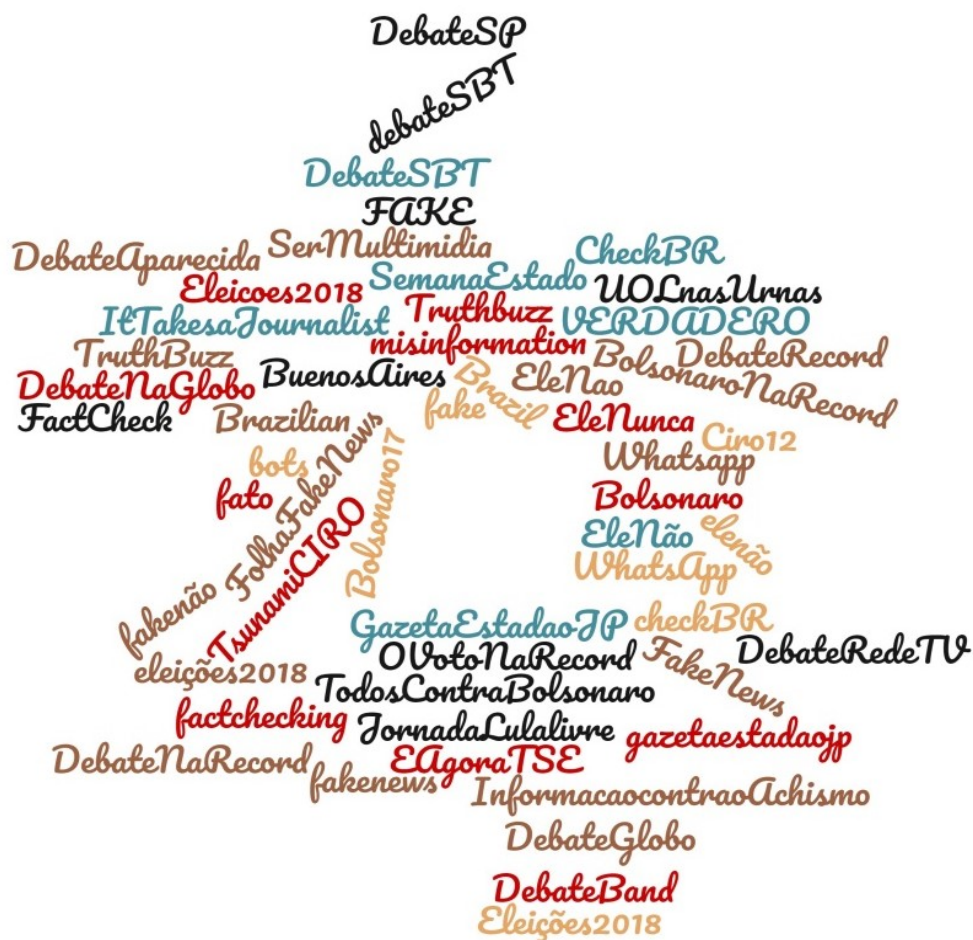 DebateSP
debateSBT
DebateSBT
FAKE
SerMultimidia
CheckBR
DebateAparecida
SemanaEstado
Eleicoes2018
UOLnasUrnas
Truthbuzz
ItTakesaJournalist
VERDADERO
misinformation
TruthBuzz
DebateRecord
BolsonaroNaRecord
BuenosAires
EleNao
DebateNaGlobo
Brazil
fake
FactCheck
Brazilian
EleNunca
Ciro12
FolhaFakeNews
Bolsonaro17
bots
Whatsapp
fato
Bolsonaro
TsunamiCIRO
EleNão
elenão
WhatsApp
fakenão
GazetaEstadaoJP
checkBR
OVotoNaRecord
FakeNews
DebateRedeTV
eleições2018
TodosContraBolsonaro
factchecking
JornadaLulalivre
gazetaestadaojp
DebateNaRecord
EAgoraTSE
fakenews
InformacaocontraoAchismo
DebateGlobo
DebateBand
Eleições2018